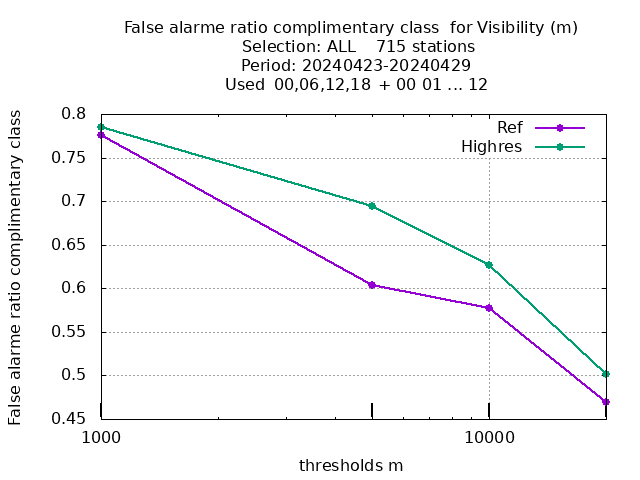 False alarme ratio complimentary class  for Visibility (m)
Selection: ALL    715 stations
Period: 20240423-20240429
Used  00,06,12,18 + 00 01 ... 12
False alarme ratio complimentary class
0.8
0.75
0.7
0.65
0.6
0.55
0.5
0.45
Ref
Highres
1000
10000
thresholds m